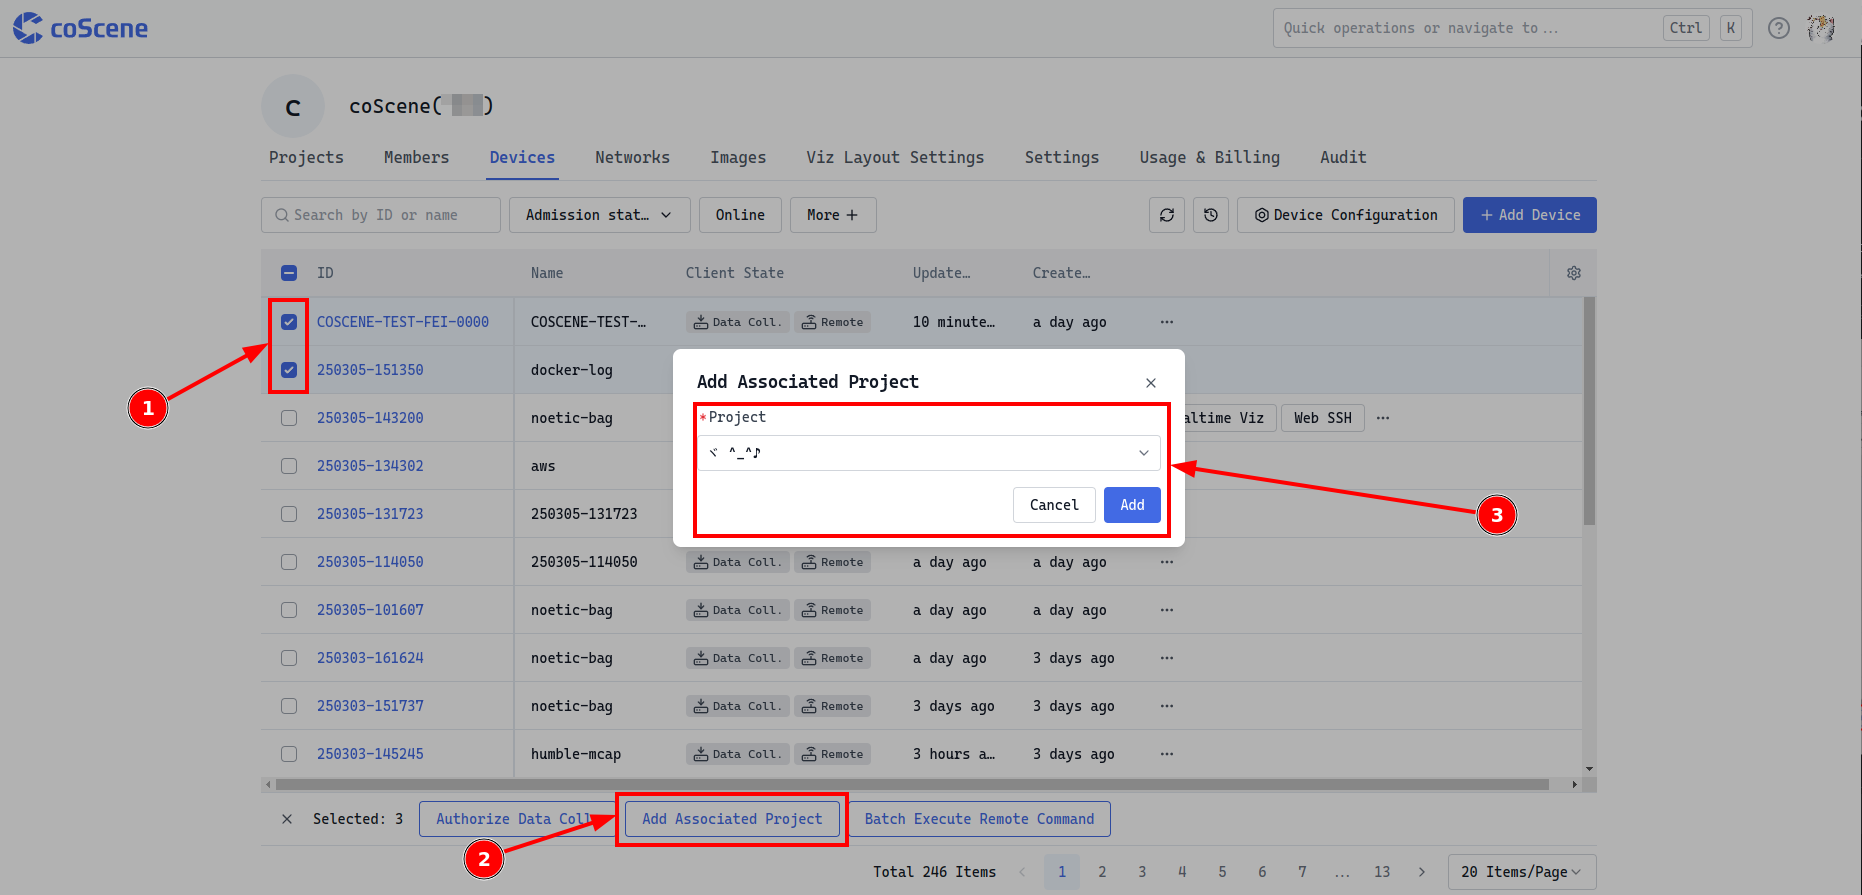 coScene
Quick operations or navigate to ... Ctrl K
C coScene( )
Projects Members Devices Networks Images Viz Layout Settings Settings Usage & Billing Audit
Search by ID or name Admission stat… Online More + Device Configuration + Add Device
ID Name Client State Update… Create…
COSCENE-TEST-FEI-0000 COSCENE-TEST-… Data Coll. Remote 10 minute… a day ago ···
250305-151350 docker-log
250305-143200 noetic-bag altime Viz Web SSH ···
250305-134302 aws
250305-131723 250305-131723
250305-114050 250305-114050 Data Coll. Remote a day ago a day ago ···
250305-101607 noetic-bag Data Coll. Remote a day ago a day ago ···
250303-161624 noetic-bag Data Coll. Remote a day ago 3 days ago ···
250303-151737 noetic-bag Data Coll. Remote 3 days ago 3 days ago ···
250303-145245 humble-mcap Data Coll. Remote 3 hours a… 3 days ago ···
Add Associated Project
*Project
ヾ ^_^♪
Cancel Add
1
2
3
Selected: 3 Authorize Data Coll Add Associated Project Batch Execute Remote Command
Total 246 Items 1 2 3 4 5 6 7 ... 13 20 Items/Page